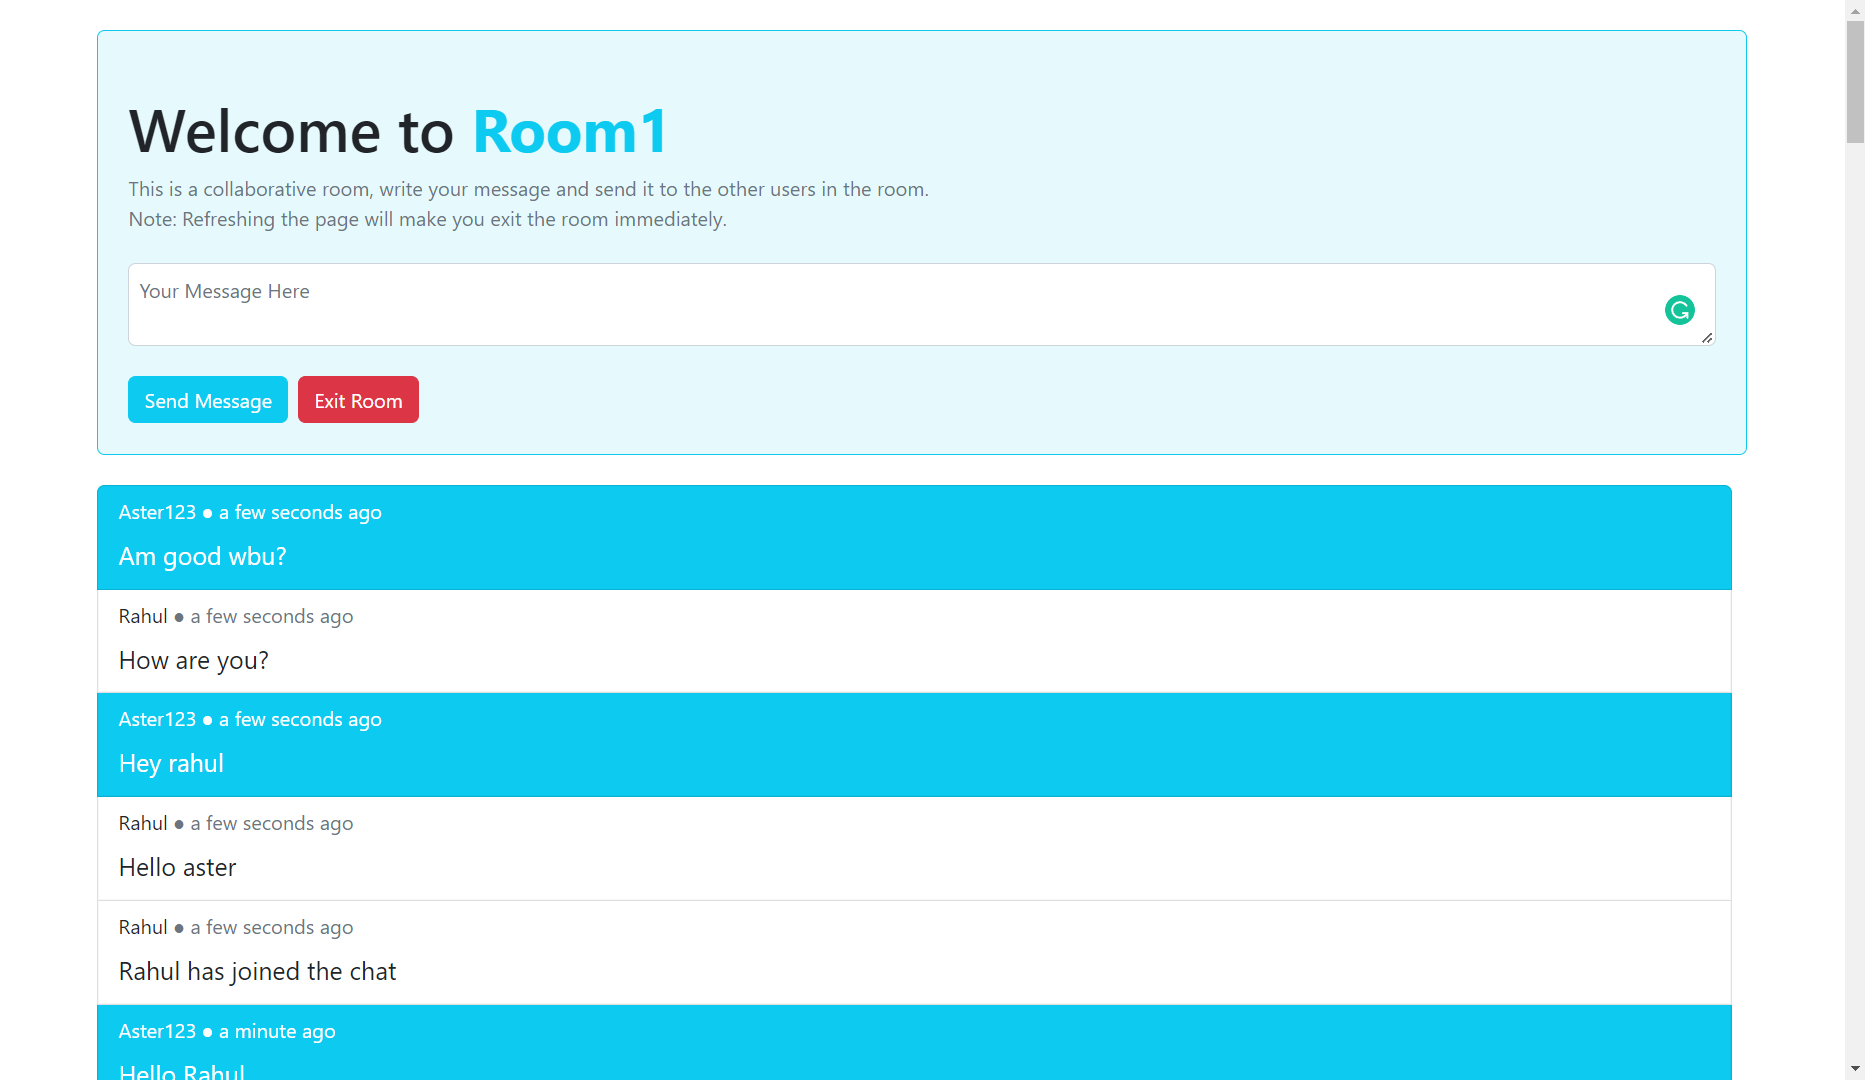 Welcome to Room1
This is a collaborative room, write your message and send it to the other users in the room.
Note: Refreshing the page will make you exit the room immediately.
Your Message Here
Send Message Exit Room
Aster123 ● a few seconds ago
Am good wbu?
Rahul ● a few seconds ago
How are you?
Aster123 ● a few seconds ago
Hey rahul
Rahul ● a few seconds ago
Hello aster
Rahul ● a few seconds ago
Rahul has joined the chat
Aster123 ● a minute ago
Hello Rahul